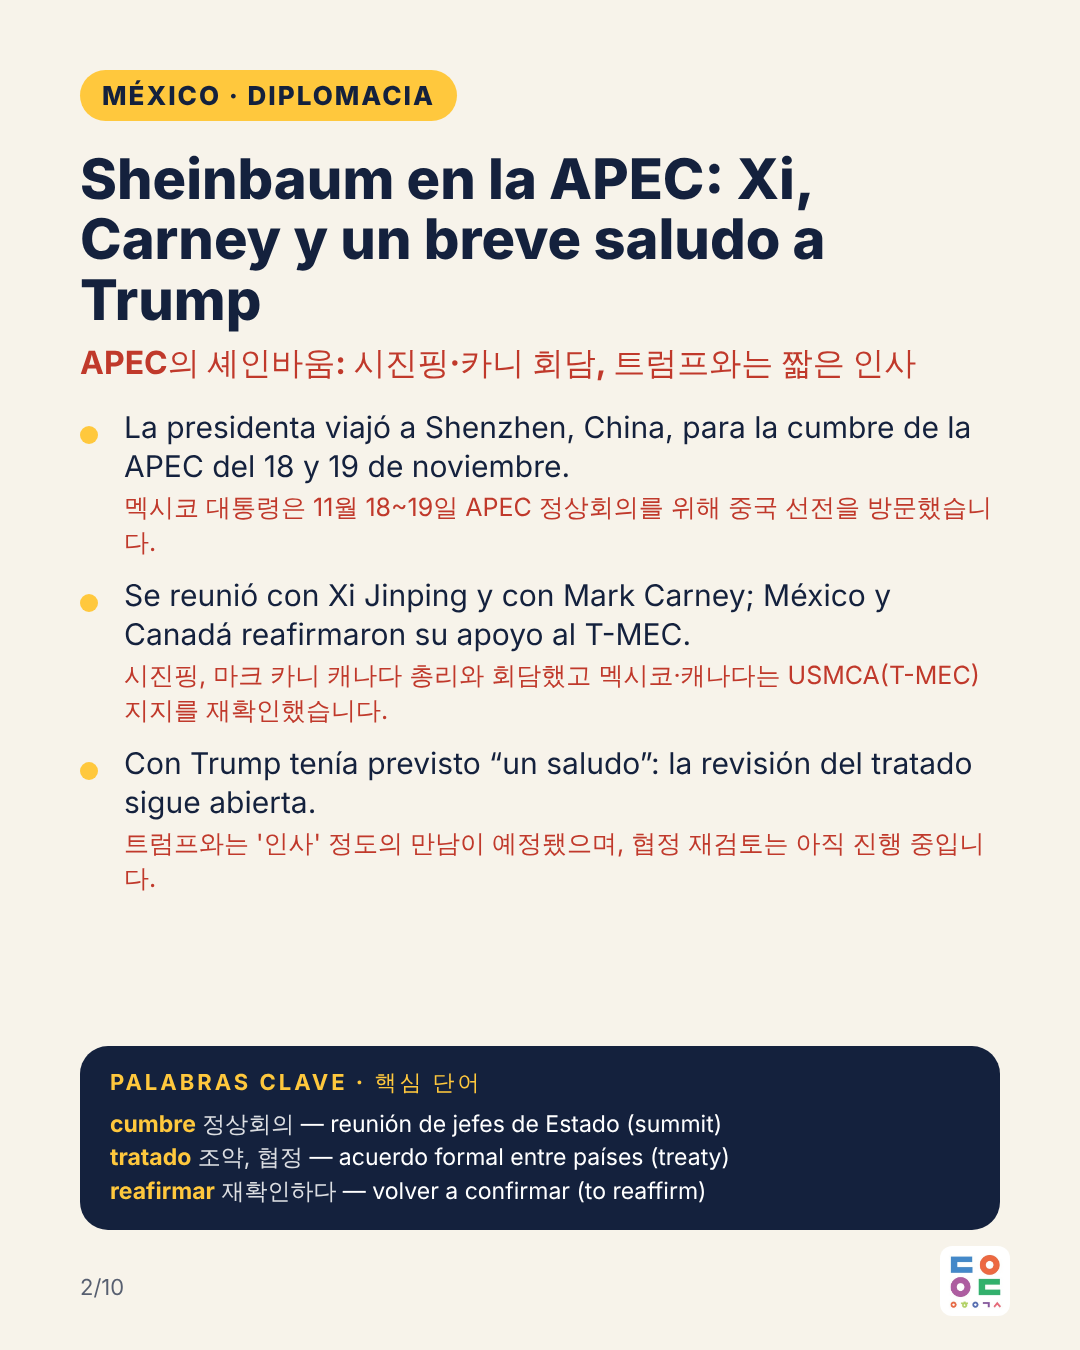 MÉXICO · DIPLOMACIA
Sheinbaum en la APEC: Xi,
Carney y un breve saludo a
Trump
APEC의 셰인바움: 시진핑·카니 회담, 트럼프와는 짧은 인사
La presidenta viajó a Shenzhen, China, para la cumbre de la
APEC del 18 y 19 de noviembre.
멕시코 대통령은 11월 18~19일 APEC 정상회의를 위해 중국 선전을 방문했습니
다.
Se reunió con Xi Jinping y con Mark Carney; México y
Canadá reafirmaron su apoyo al T-MEC.
시진핑, 마크 카니 캐나다 총리와 회담했고 멕시코·캐나다는 USMCA(T-MEC)
지지를 재확인했습니다.
Con Trump tenía previsto “un saludo”: la revisión del tratado
sigue abierta.
트럼프와는 '인사' 정도의 만남이 예정됐으며, 협정 재검토는 아직 진행 중입니
다.
PALABRAS CLAVE · 핵심 단어
cumbre 정상회의 — reunión de jefes de Estado (summit)
tratado 조약, 협정 — acuerdo formal entre países (treaty)
reafirmar 재확인하다 — volver a confirmar (to reaffirm)
2/10